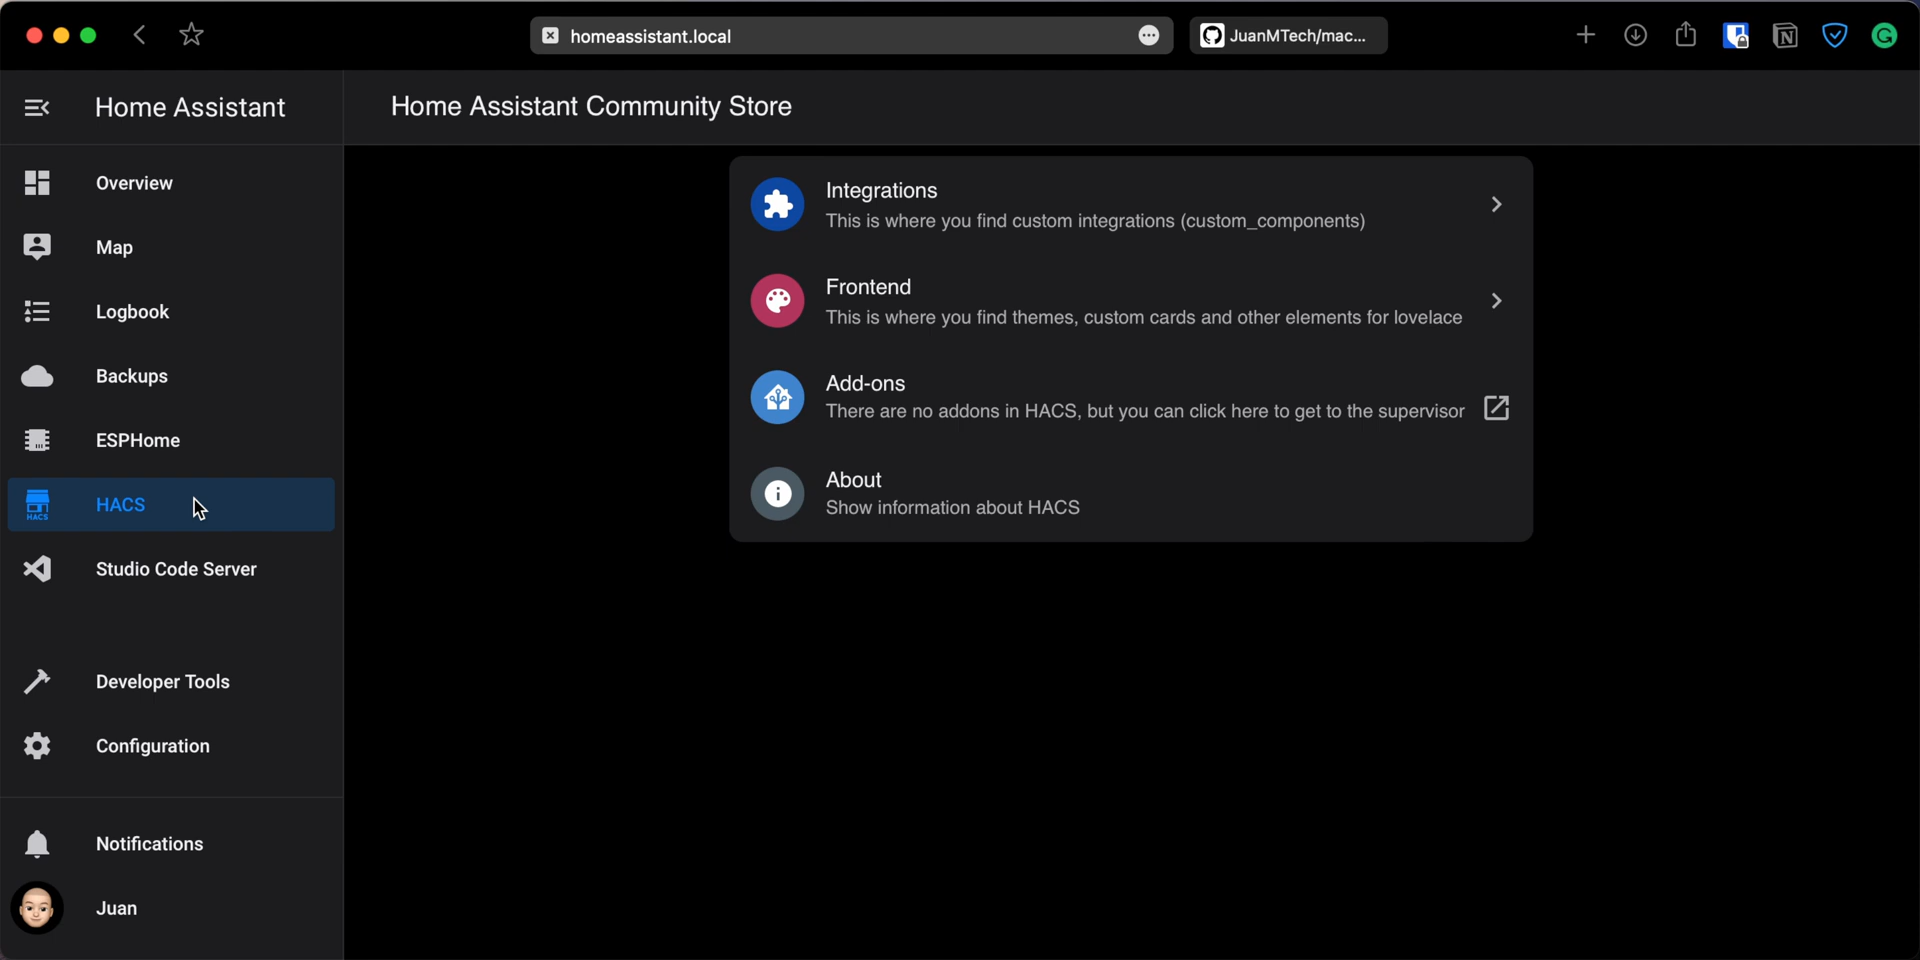 homeassistant.local
JuanMTech/mac...
Home Assistant
Home Assistant Community Store
Overview
Map
Logbook
Backups
ESPHome
HACS
HACS
Studio Code Server
Developer Tools
Configuration
Notifications
Juan
Integrations
This is where you find custom integrations (custom_components)
Frontend
This is where you find themes, custom cards and other elements for lovelace
Add-ons
There are no addons in HACS, but you can click here to get to the supervisor
About
Show information about HACS